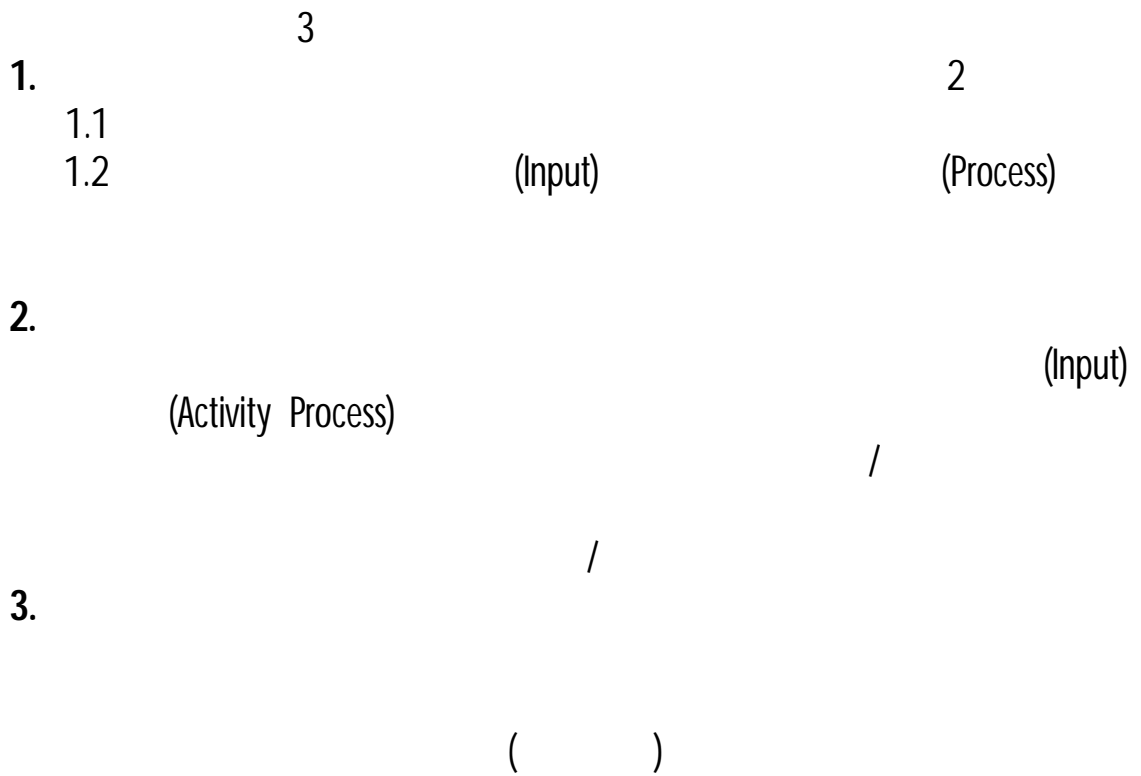 3
1. 2
1.1
1.2 (Input) (Process)
2.
(Input)
(Activity Process)
/
/
3.
( )